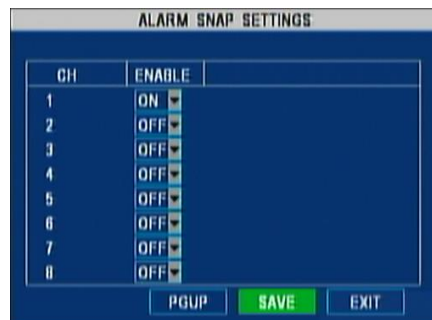 ALARM SNAP SETTINGS
CH ENABLE
1 ON
2 OFF
3 OFF
4 OFF
5 OFF
6 OFF
7 OFF
8 OFF
PGUP SAVE EXIT